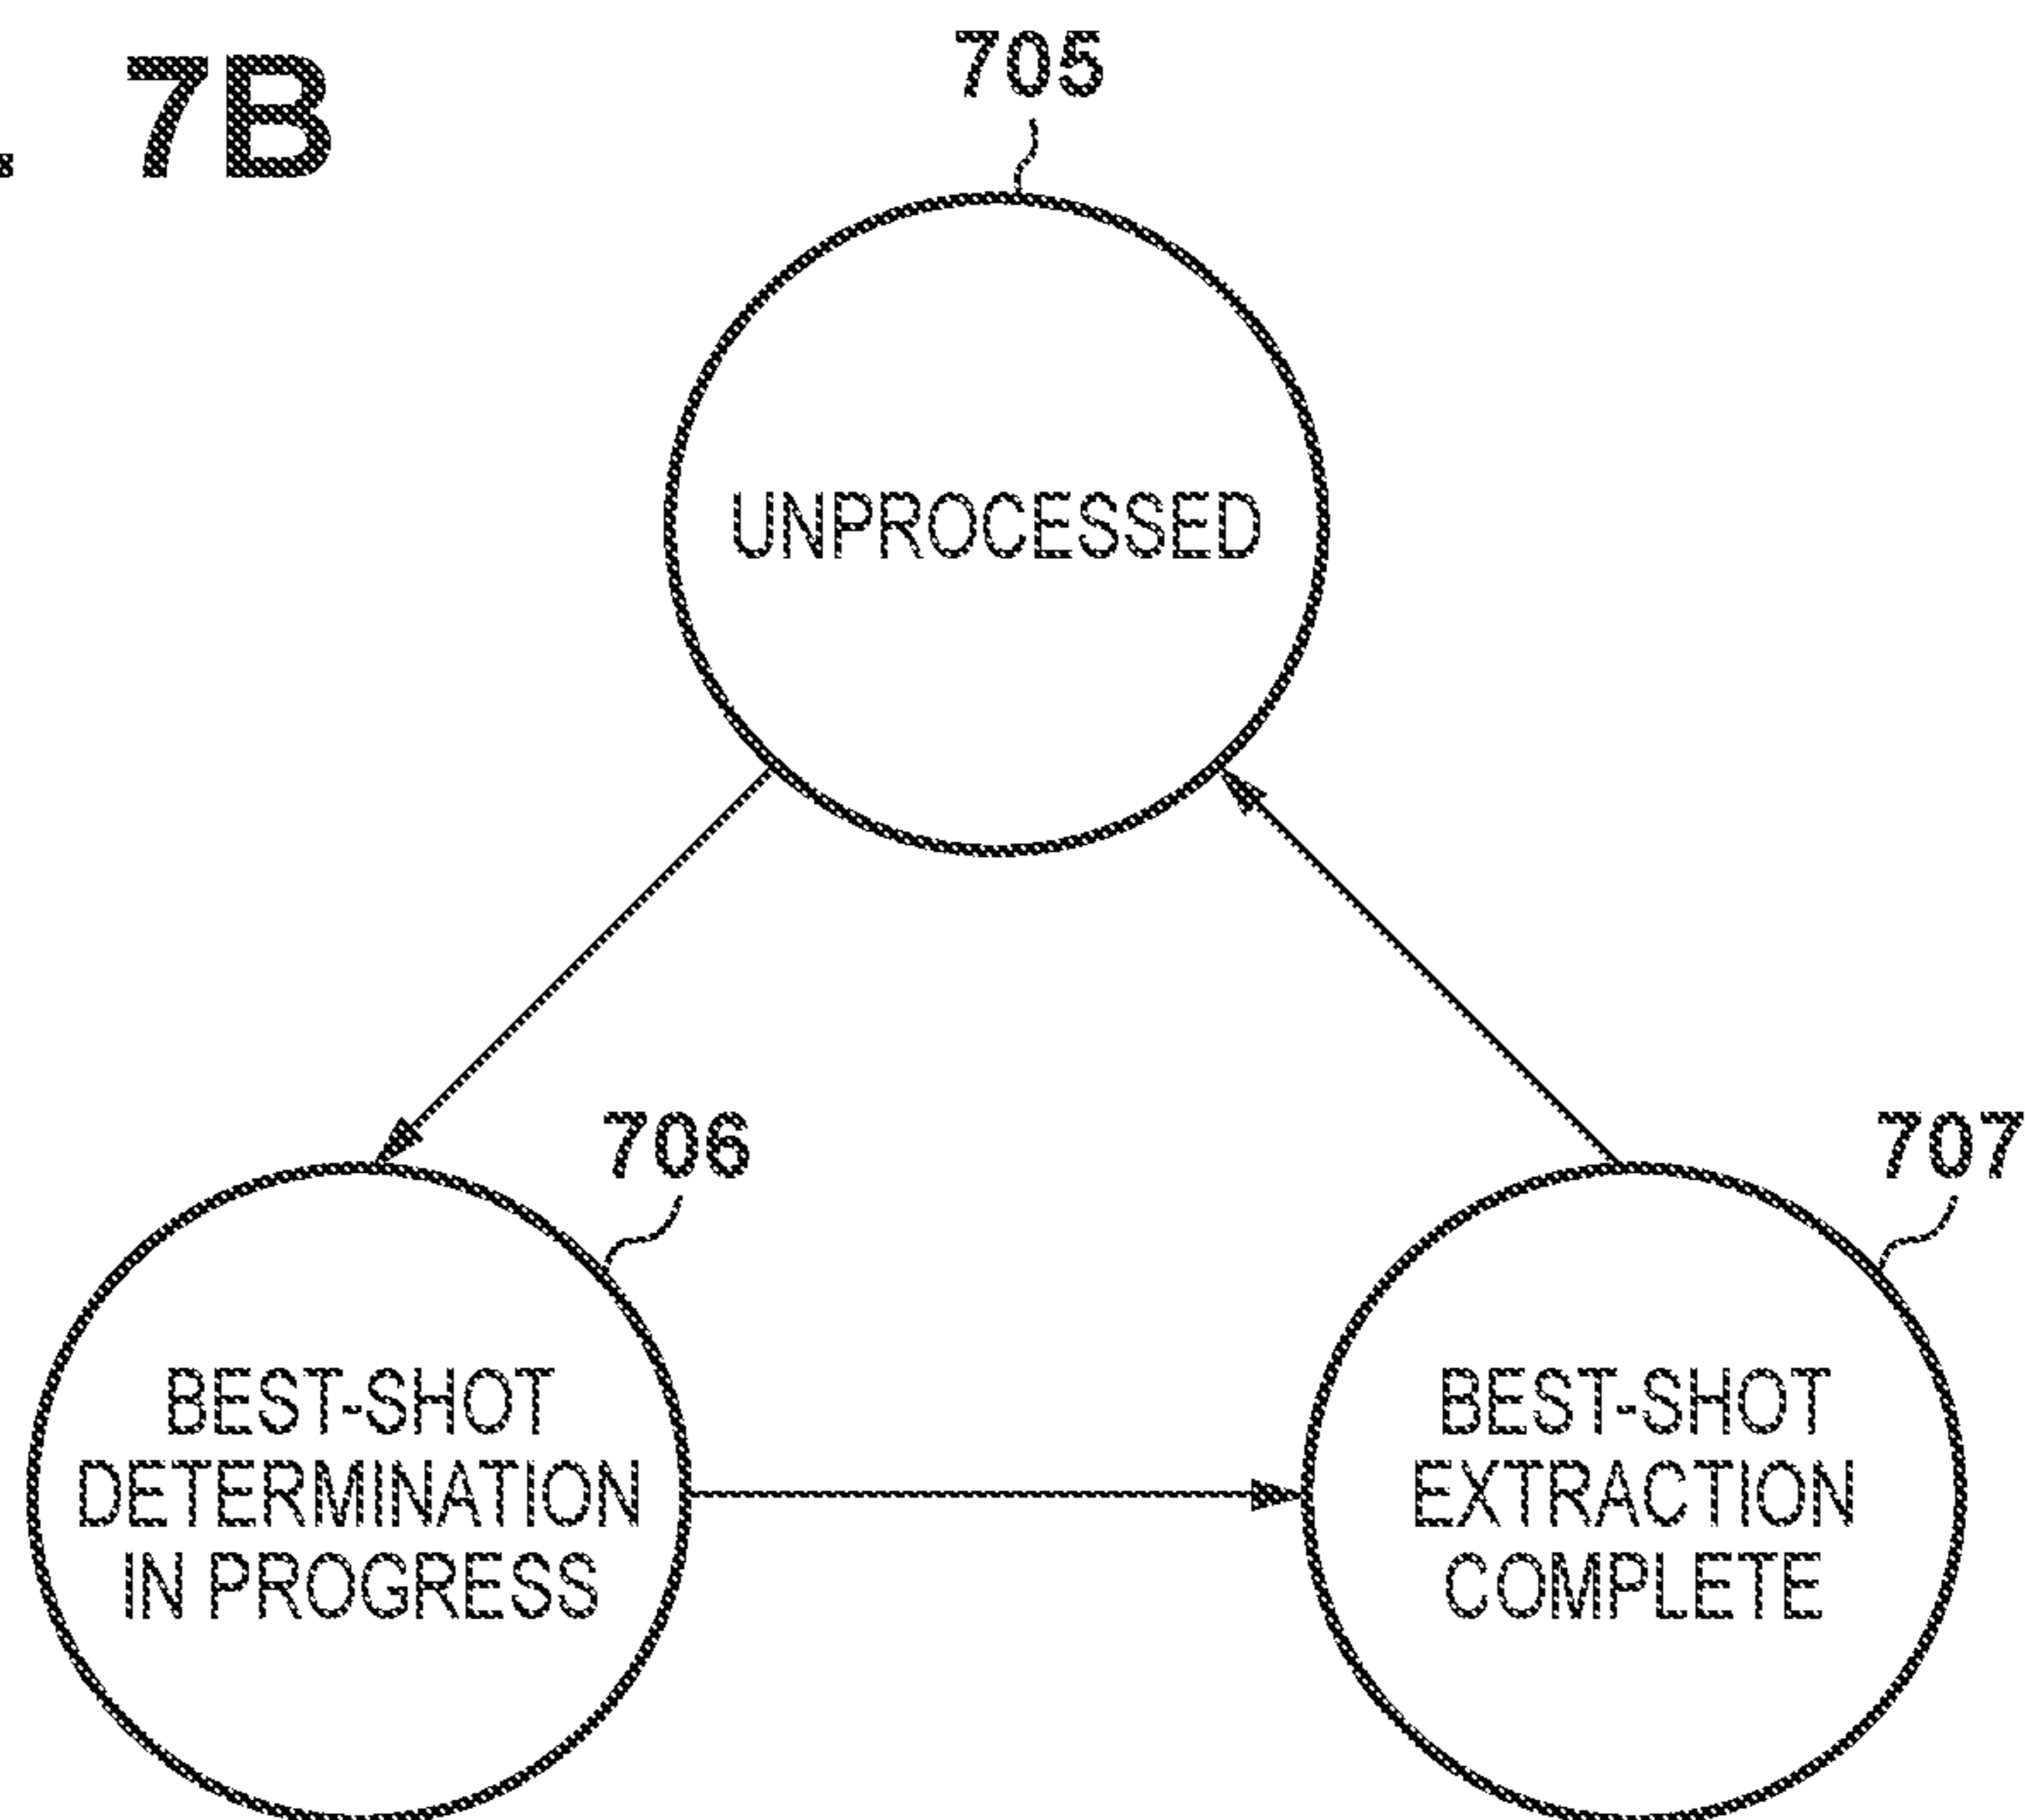 . 7B
705
UNPROCESSED
706
707
BEST-SHOT
DETERMINATION
IN PROGRESS
BEST-SHOT
EXTRACTION
COMPLETE